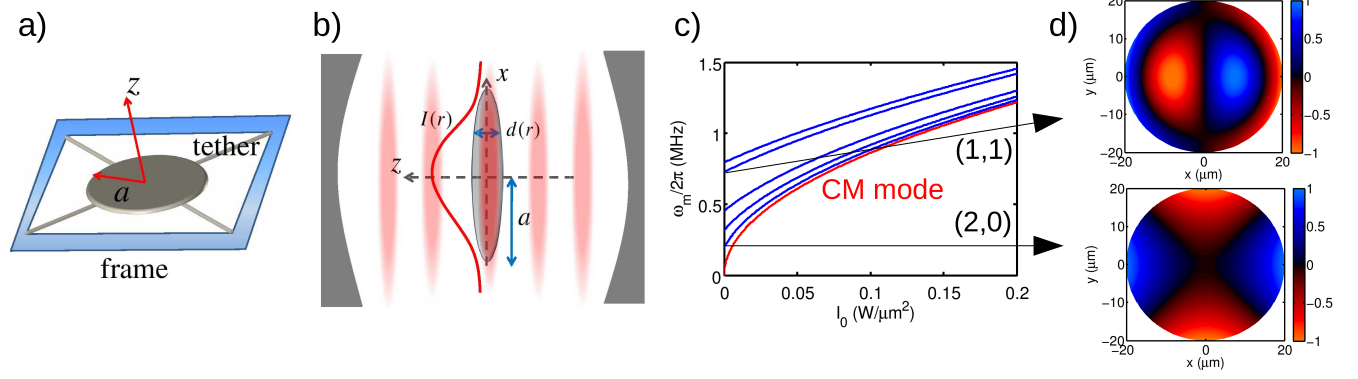 a)
z
tether
a
frame
b)
x
I(r)
d(r)
z
a
c)
1.5
1
0.5
0
ω_m/2π (MHz)
(1,1)
CM mode
(2,0)
0 0.05 0.1 0.15 0.2
I_0 (W/μm²)
d)
20
10
0
−10
−20
y (μm)
−20 0 20
x (μm)
1
0.5
0
−0.5
−1
20
10
0
−10
−20
y (μm)
−20 0 20
x (μm)
1
0.5
0
−0.5
−1